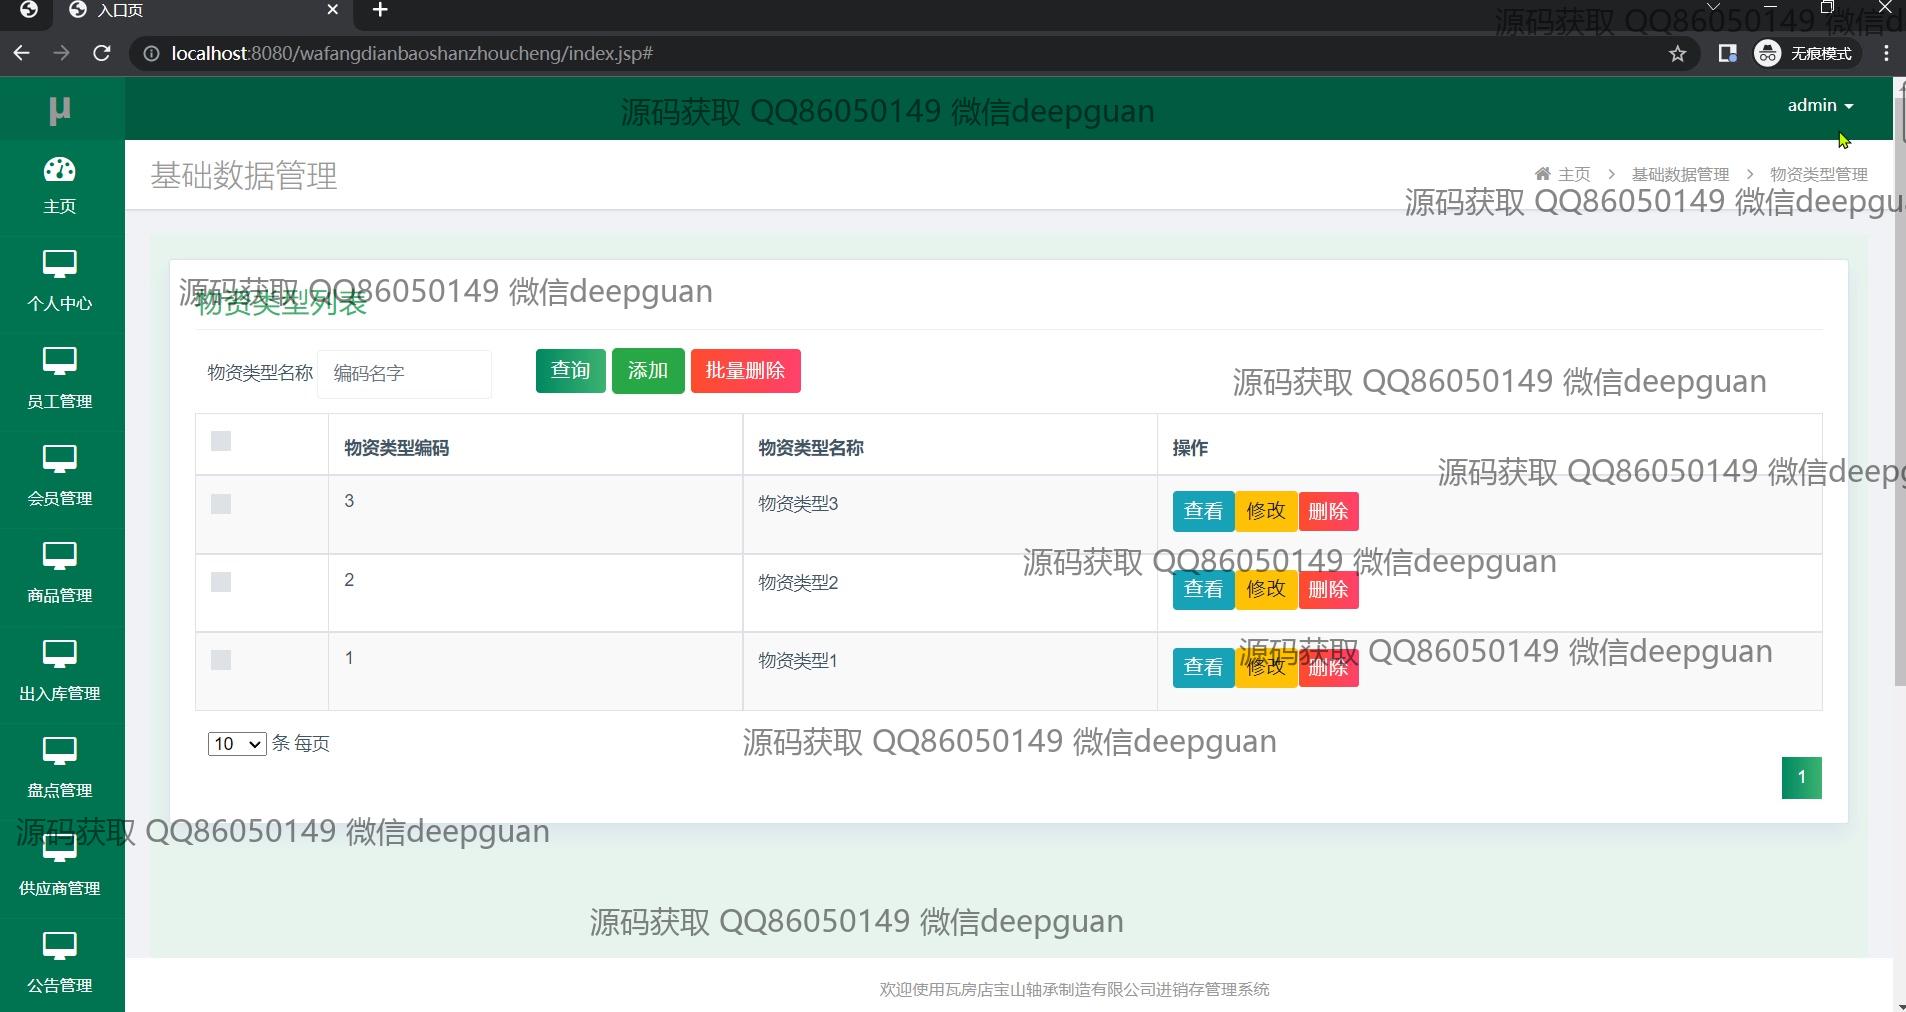 入口页
源码获取 QQ86050149 微信d
localhost:8080/wafangdianbaoshanzhoucheng/index.jsp#
无痕模式
μ
源码获取 QQ86050149 微信deepguan
admin
基础数据管理
主页 > 基础数据管理 > 物资类型管理
源码获取 QQ86050149 微信deepgu
主页
个人中心
员工管理
会员管理
商品管理
出入库管理
盘点管理
供应商管理
公告管理
源码获取 QQ86050149 微信deepguan
物资类型列表
物资类型名称 编码名字 查询 添加 批量删除
源码获取 QQ86050149 微信deepguan
物资类型编码 物资类型名称 操作
源码获取 QQ86050149 微信deepg
3 物资类型3 查看 修改 删除
源码获取 QQ86050149 微信deepguan
2 物资类型2 查看 修改 删除
源码获取 QQ86050149 微信deepguan
1 物资类型1 查看 修改 删除
10 条 每页
源码获取 QQ86050149 微信deepguan
1
源码获取 QQ86050149 微信deepguan
源码获取 QQ86050149 微信deepguan
欢迎使用瓦房店宝山轴承制造有限公司进销存管理系统